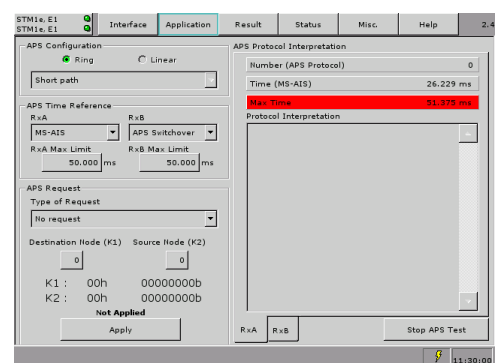 STM1e, E1
STM1e, E1
Interface
Application
Result
Status
Misc.
Help
2.4
APS Configuration
Ring
Linear
Short path
APS Time Reference
RxA
RxB
MS-AIS
APS Switchover
RxA Max Limit
RxB Max Limit
50.000 ms
50.000 ms
APS Request
Type of Request
No request
Destination Node (K1)
Source Node (K2)
0
0
K1 : 00h 00000000b
K2 : 00h 00000000b
Not Applied
Apply
APS Protocol Interpretation
Number (APS Protocol) 0
Time (MS-AIS) 26.229 ms
Max Time 51.375 ms
Protocol Interpretation
RxA
RxB
Stop APS Test
11:30:00